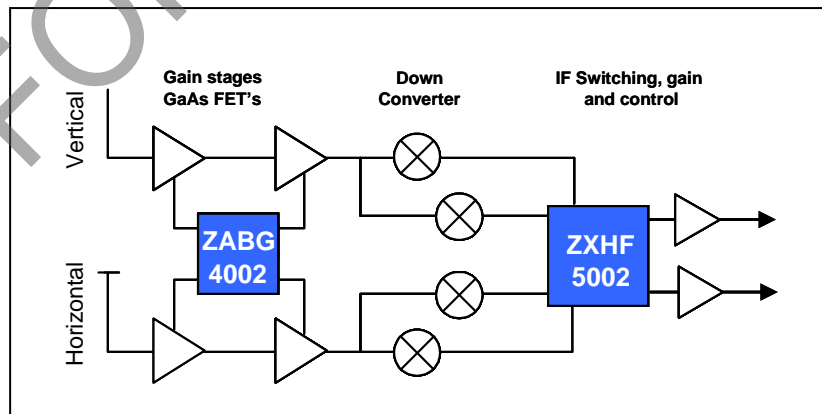 Gain stages
GaAs FET's
Down
Converter
IF Switching, gain
and control
Vertical
ZABG
4002
ZXHF
5002
Horizontal